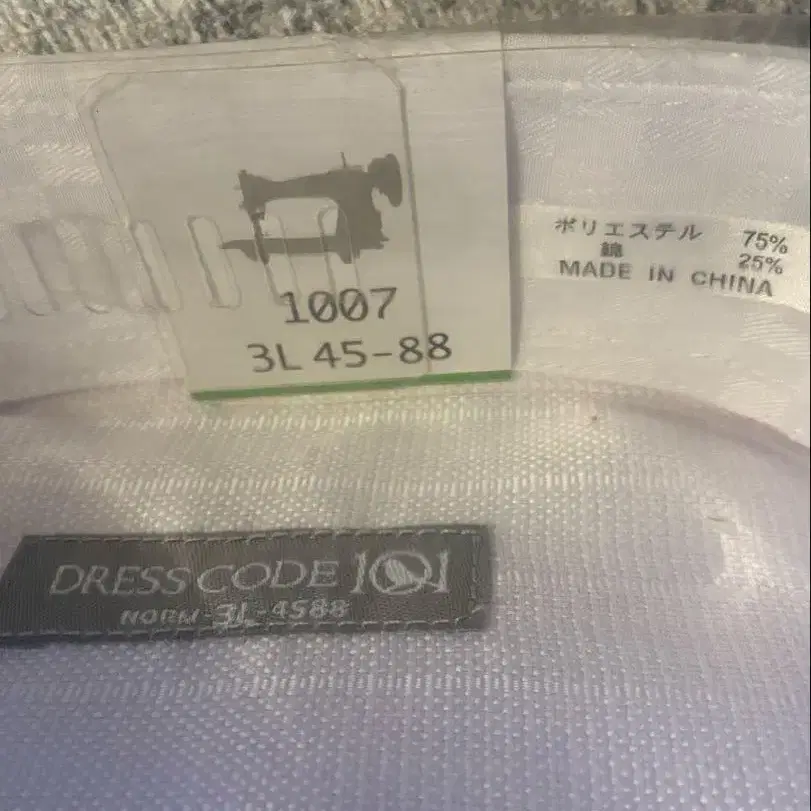 1007
3L 45-88
ポリエステル 75%
綿 25%
MADE IN CHINA
DRESS CODE 101
NORM-3L-4588